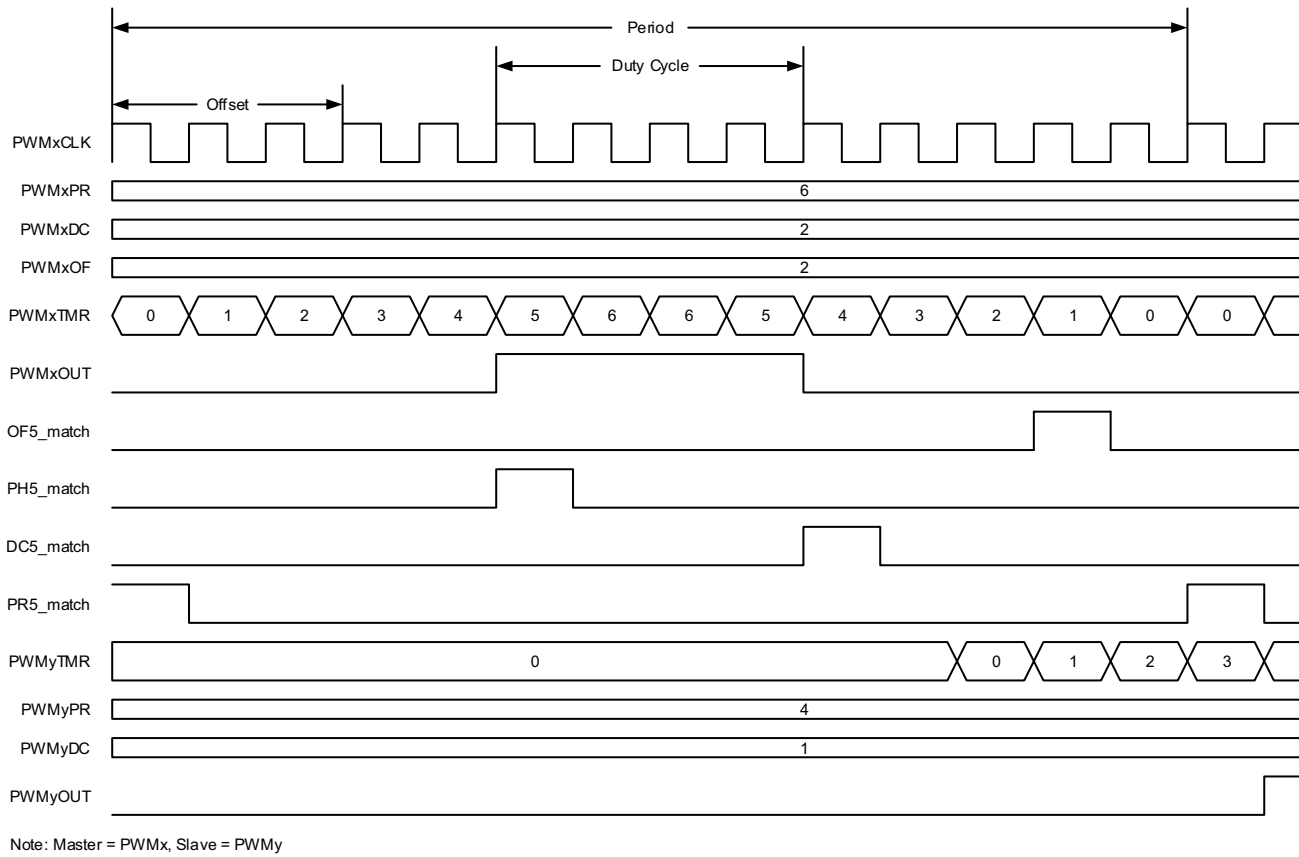 Period
Duty Cycle
Offset
PWMxCLK
PWMxPR 6
PWMxDC 2
PWMxOF 2
PWMxTMR 0 1 2 3 4 5 6 6 5 4 3 2 1 0 0
PWMxOUT
OF5_match
PH5_match
DC5_match
PR5_match
PWMyTMR 0 0 1 2 3
PWMyPR 4
PWMyDC 1
PWMyOUT
Note: Master = PWMx, Slave = PWMy